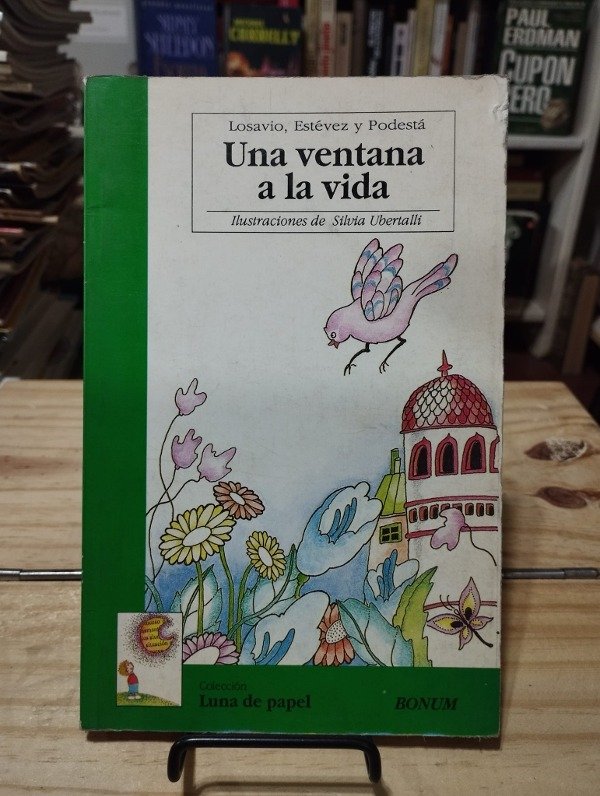 PAUL
ERDMAN
CUPON
Losavio, Estévez y Podestá
Una ventana
a la vida
Ilustraciones de Silvia Ubertalli
Colección
Luna de papel
BONUM